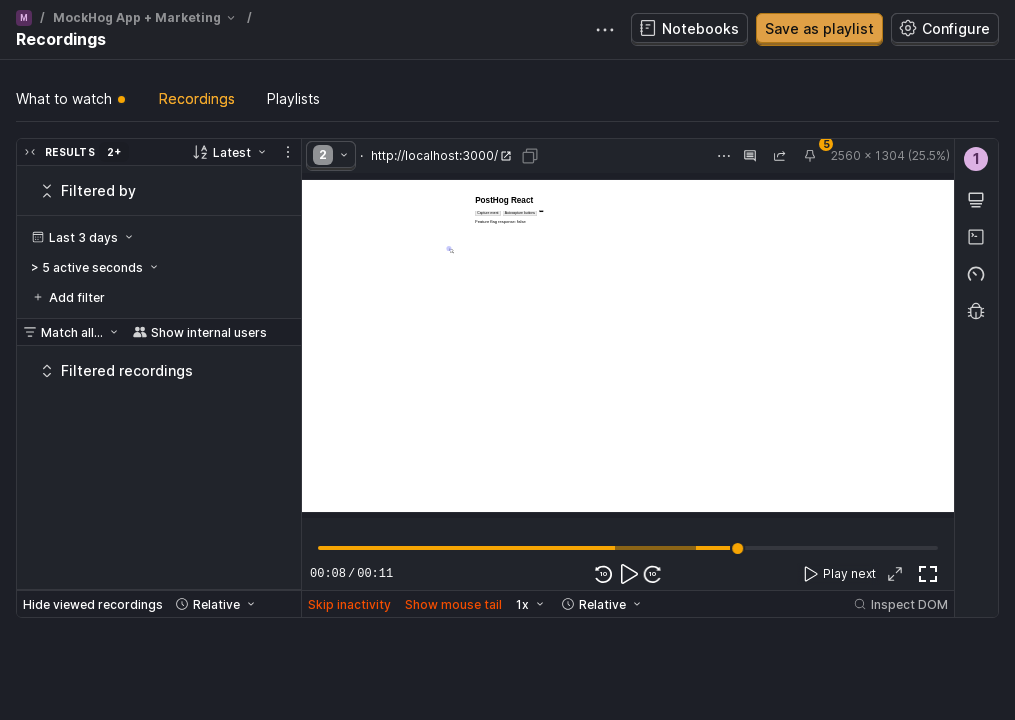 M / MockHog App + Marketing /
Recordings
Notebooks
Save as playlist
Configure
What to watch
Recordings
Playlists
RESULTS 2+
Latest
2 · http://localhost:3000/
5
2560 × 1304 (25.5%)
1
Filtered by
Last 3 days
> 5 active seconds
Add filter
Match all...
Show internal users
Filtered recordings
PostHog React
Capture event
Autocapture buttons
Feature flag response: false
00:08 / 00:11
10
10
Play next
Hide viewed recordings
Relative
Skip inactivity
Show mouse tail
1x
Relative
Inspect DOM